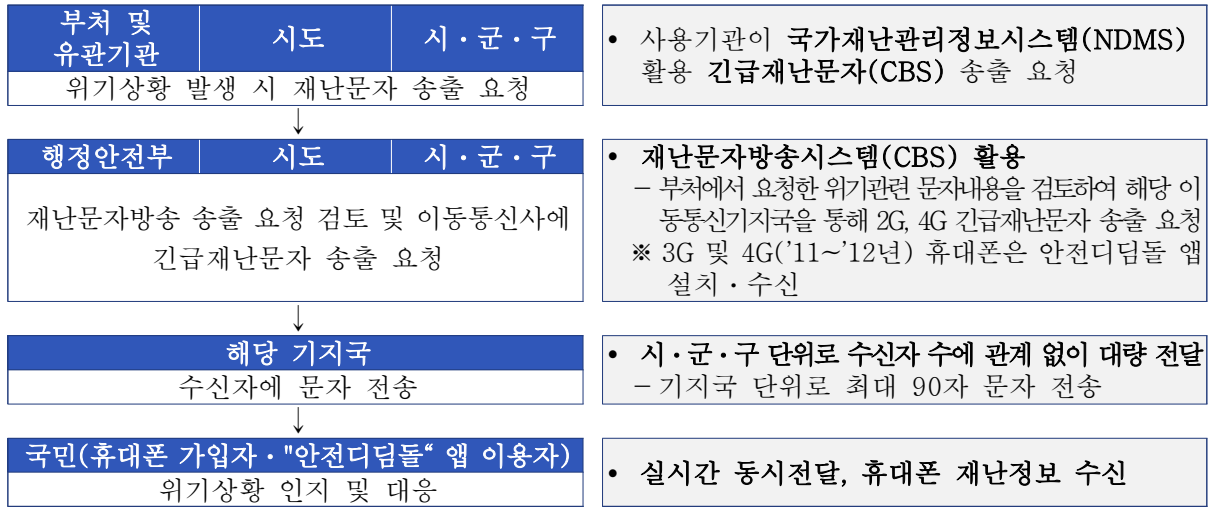 부처 및
유관기관
시도
시·군·구
위기상황 발생 시 재난문자 송출 요청
• 사용기관이 국가재난관리정보시스템(NDMS)
활용 긴급재난문자(CBS) 송출 요청
행정안전부
시도
시·군·구
재난문자방송 송출 요청 검토 및 이동통신사에
긴급재난문자 송출 요청
• 재난문자방송시스템(CBS) 활용
- 부처에서 요청한 위기관련 문자내용을 검토하여 해당 이
동통신기지국을 통해 2G, 4G 긴급재난문자 송출 요청
※ 3G 및 4G('11~'12년) 휴대폰은 안전디딤돌 앱
설치·수신
해당 기지국
수신자에 문자 전송
• 시·군·구 단위로 수신자 수에 관계 없이 대량 전달
- 기지국 단위로 최대 90자 문자 전송
국민(휴대폰 가입자·"안전디딤돌“ 앱 이용자)
위기상황 인지 및 대응
• 실시간 동시전달, 휴대폰 재난정보 수신